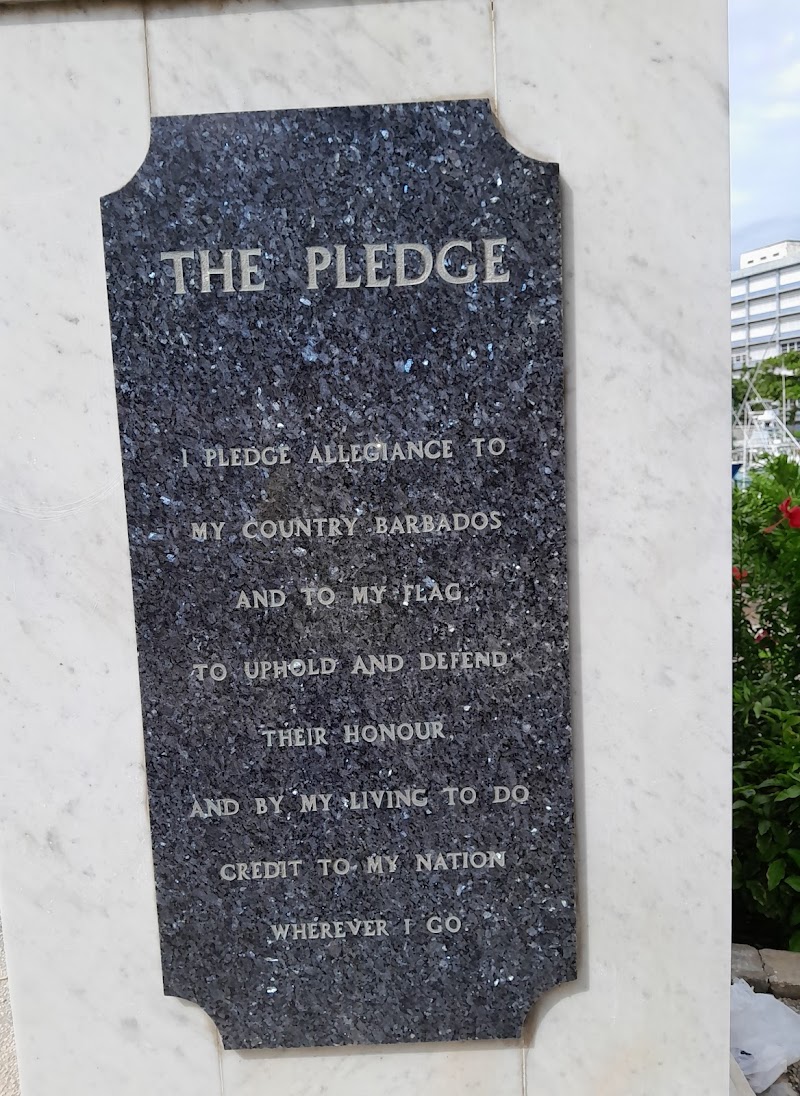 THE PLEDGE
I PLEDGE ALLEGIANCE TO
MY COUNTRY BARBADOS
AND TO MY FLAG,
TO UPHOLD AND DEFEND
THEIR HONOUR,
AND BY MY LIVING TO DO
CREDIT TO MY NATION
WHEREVER I GO.